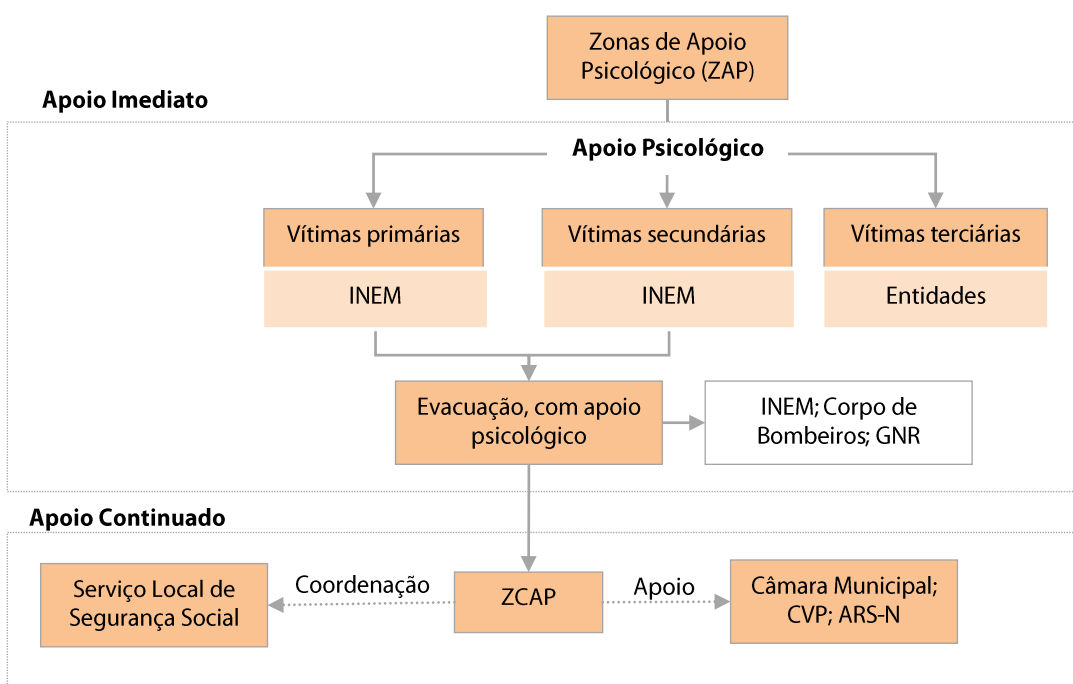 Zonas de Apoio
Psicológico (ZAP)
Apoio Imediato
Apoio Psicológico
Vítimas primárias
Vítimas secundárias
Vítimas terciárias
INEM
INEM
Entidades
Evacuação, com apoio
psicológico
INEM; Corpo de
Bombeiros; GNR
Apoio Continuado
Serviço Local de
Segurança Social
Coordenação
ZCAP
Apoio
Câmara Municipal;
CVP; ARS-N